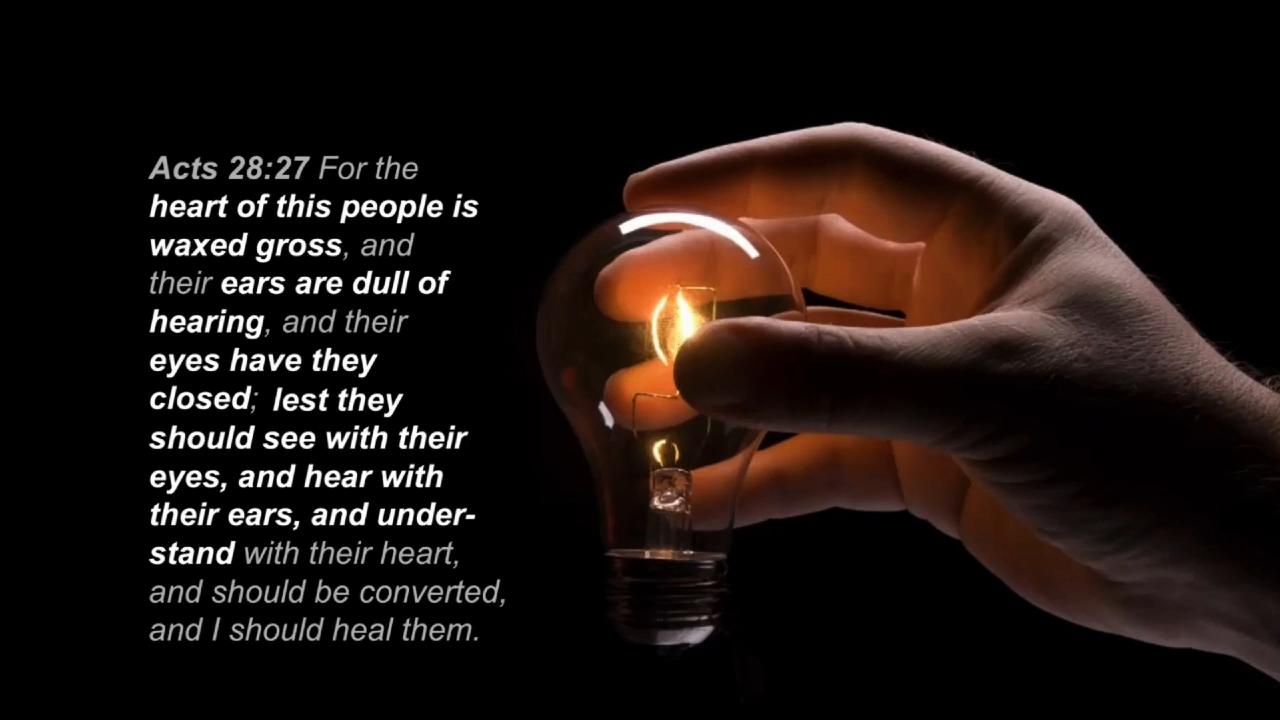 Acts 28:27 For the
heart of this people is
waxed gross, and
their ears are dull of
hearing, and their
eyes have they
closed; lest they
should see with their
eyes, and hear with
their ears, and under-
stand with their heart,
and should be converted,
and I should heal them.